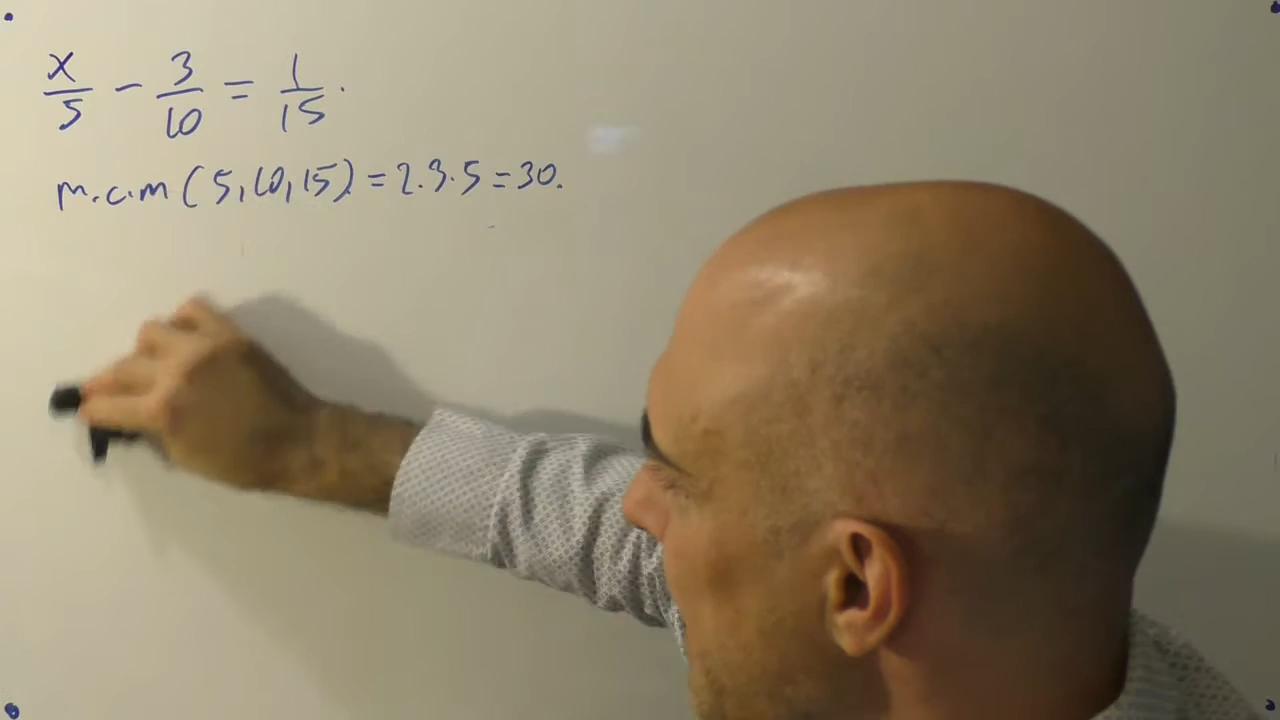 x/5 - 3/10 = 1/15.
m.c.m (5,10,15) = 2.3.5 = 30.